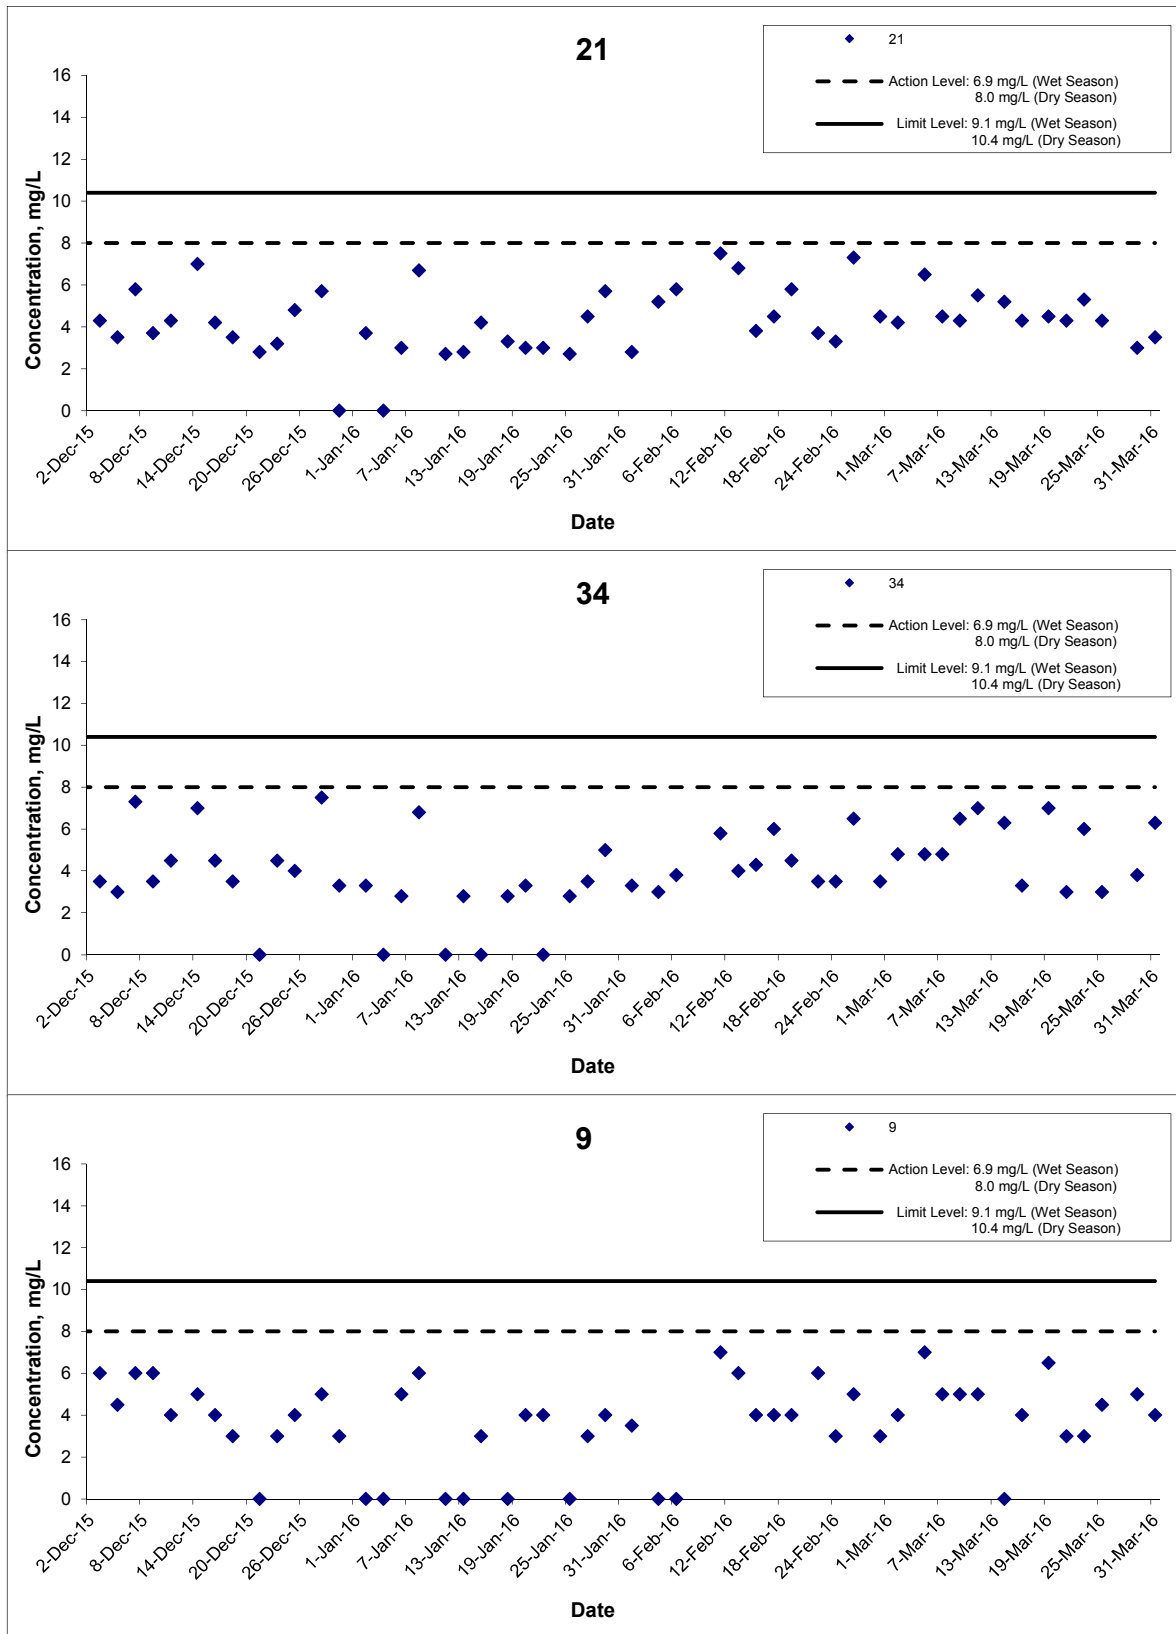 21
21
Action Level: 6.9 mg/L (Wet Season)
8.0 mg/L (Dry Season)
Limit Level: 9.1 mg/L (Wet Season)
10.4 mg/L (Dry Season)
Concentration, mg/L
16
14
12
10
8
6
4
2
0
2-Dec-15
8-Dec-15
14-Dec-15
20-Dec-15
26-Dec-15
1-Jan-16
7-Jan-16
13-Jan-16
19-Jan-16
25-Jan-16
31-Jan-16
6-Feb-16
12-Feb-16
18-Feb-16
24-Feb-16
1-Mar-16
7-Mar-16
13-Mar-16
19-Mar-16
25-Mar-16
31-Mar-16
Date
34
34
Action Level: 6.9 mg/L (Wet Season)
8.0 mg/L (Dry Season)
Limit Level: 9.1 mg/L (Wet Season)
10.4 mg/L (Dry Season)
Concentration, mg/L
16
14
12
10
8
6
4
2
0
2-Dec-15
8-Dec-15
14-Dec-15
20-Dec-15
26-Dec-15
1-Jan-16
7-Jan-16
13-Jan-16
19-Jan-16
25-Jan-16
31-Jan-16
6-Feb-16
12-Feb-16
18-Feb-16
24-Feb-16
1-Mar-16
7-Mar-16
13-Mar-16
19-Mar-16
25-Mar-16
31-Mar-16
Date
9
9
Action Level: 6.9 mg/L (Wet Season)
8.0 mg/L (Dry Season)
Limit Level: 9.1 mg/L (Wet Season)
10.4 mg/L (Dry Season)
Concentration, mg/L
16
14
12
10
8
6
4
2
0
2-Dec-15
8-Dec-15
14-Dec-15
20-Dec-15
26-Dec-15
1-Jan-16
7-Jan-16
13-Jan-16
19-Jan-16
25-Jan-16
31-Jan-16
6-Feb-16
12-Feb-16
18-Feb-16
24-Feb-16
1-Mar-16
7-Mar-16
13-Mar-16
19-Mar-16
25-Mar-16
31-Mar-16
Date